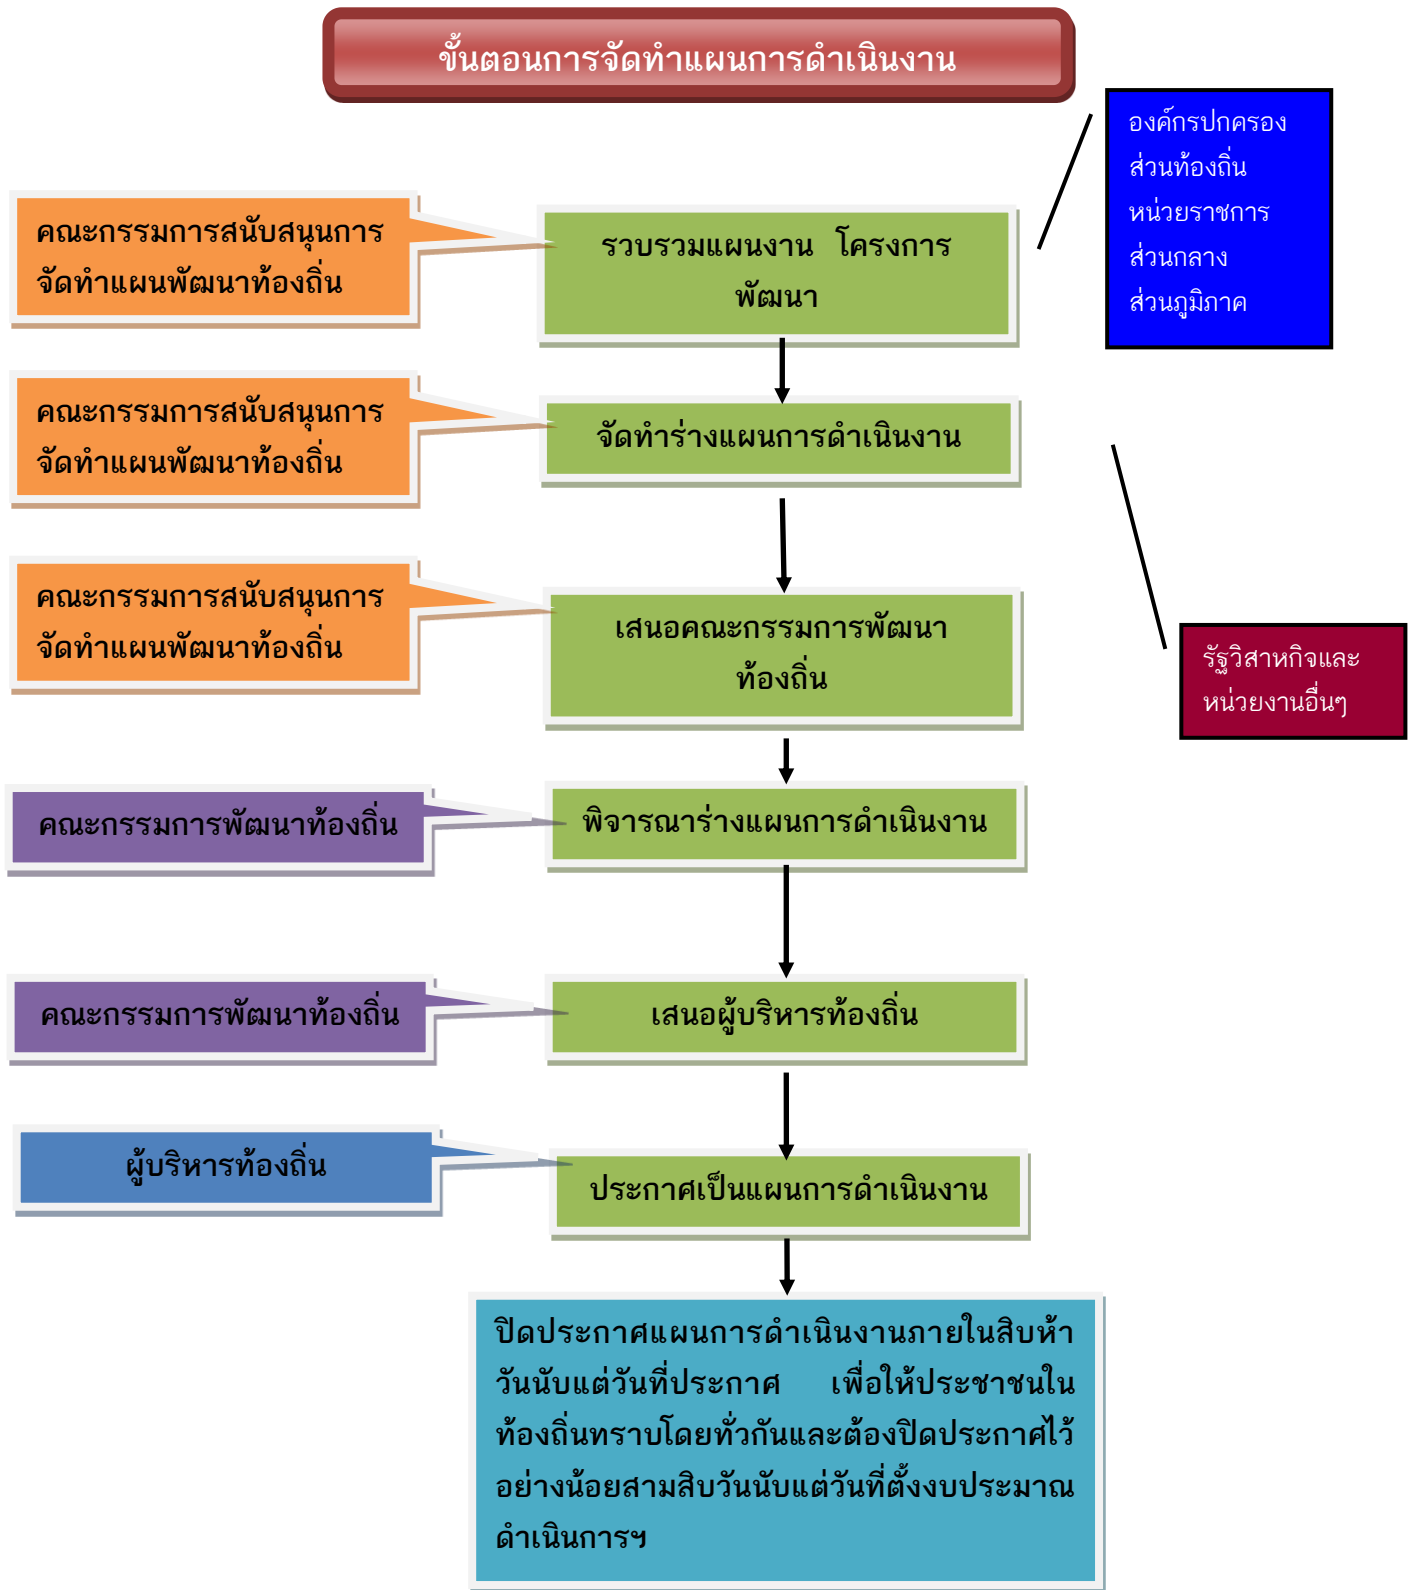 ขั้นตอนการจัดทำแผนการดำเนินงาน
องค์กรปกครอง
ส่วนท้องถิ่น
หน่วยราชการ
ส่วนกลาง
ส่วนภูมิภาค
คณะกรรมการสนับสนุนการ
จัดทำแผนพัฒนาท้องถิ่น
รวบรวมแผนงาน โครงการ
พัฒนา
คณะกรรมการสนับสนุนการ
จัดทำแผนพัฒนาท้องถิ่น
จัดทำร่างแผนการดำเนินงาน
คณะกรรมการสนับสนุนการ
จัดทำแผนพัฒนาท้องถิ่น
เสนอคณะกรรมการพัฒนา
ท้องถิ่น
รัฐวิสาหกิจและ
หน่วยงานอื่นๆ
คณะกรรมการพัฒนาท้องถิ่น
พิจารณาร่างแผนการดำเนินงาน
คณะกรรมการพัฒนาท้องถิ่น
เสนอผู้บริหารท้องถิ่น
ผู้บริหารท้องถิ่น
ประกาศเป็นแผนการดำเนินงาน
ปิดประกาศแผนการดำเนินงานภายในสิบห้า
วันนับแต่วันที่ประกาศ เพื่อให้ประชาชนใน
ท้องถิ่นทราบโดยทั่วกันและต้องปิดประกาศไว้
อย่างน้อยสามสิบวันนับแต่วันที่ตั้งงบประมาณ
ดำเนินการฯ